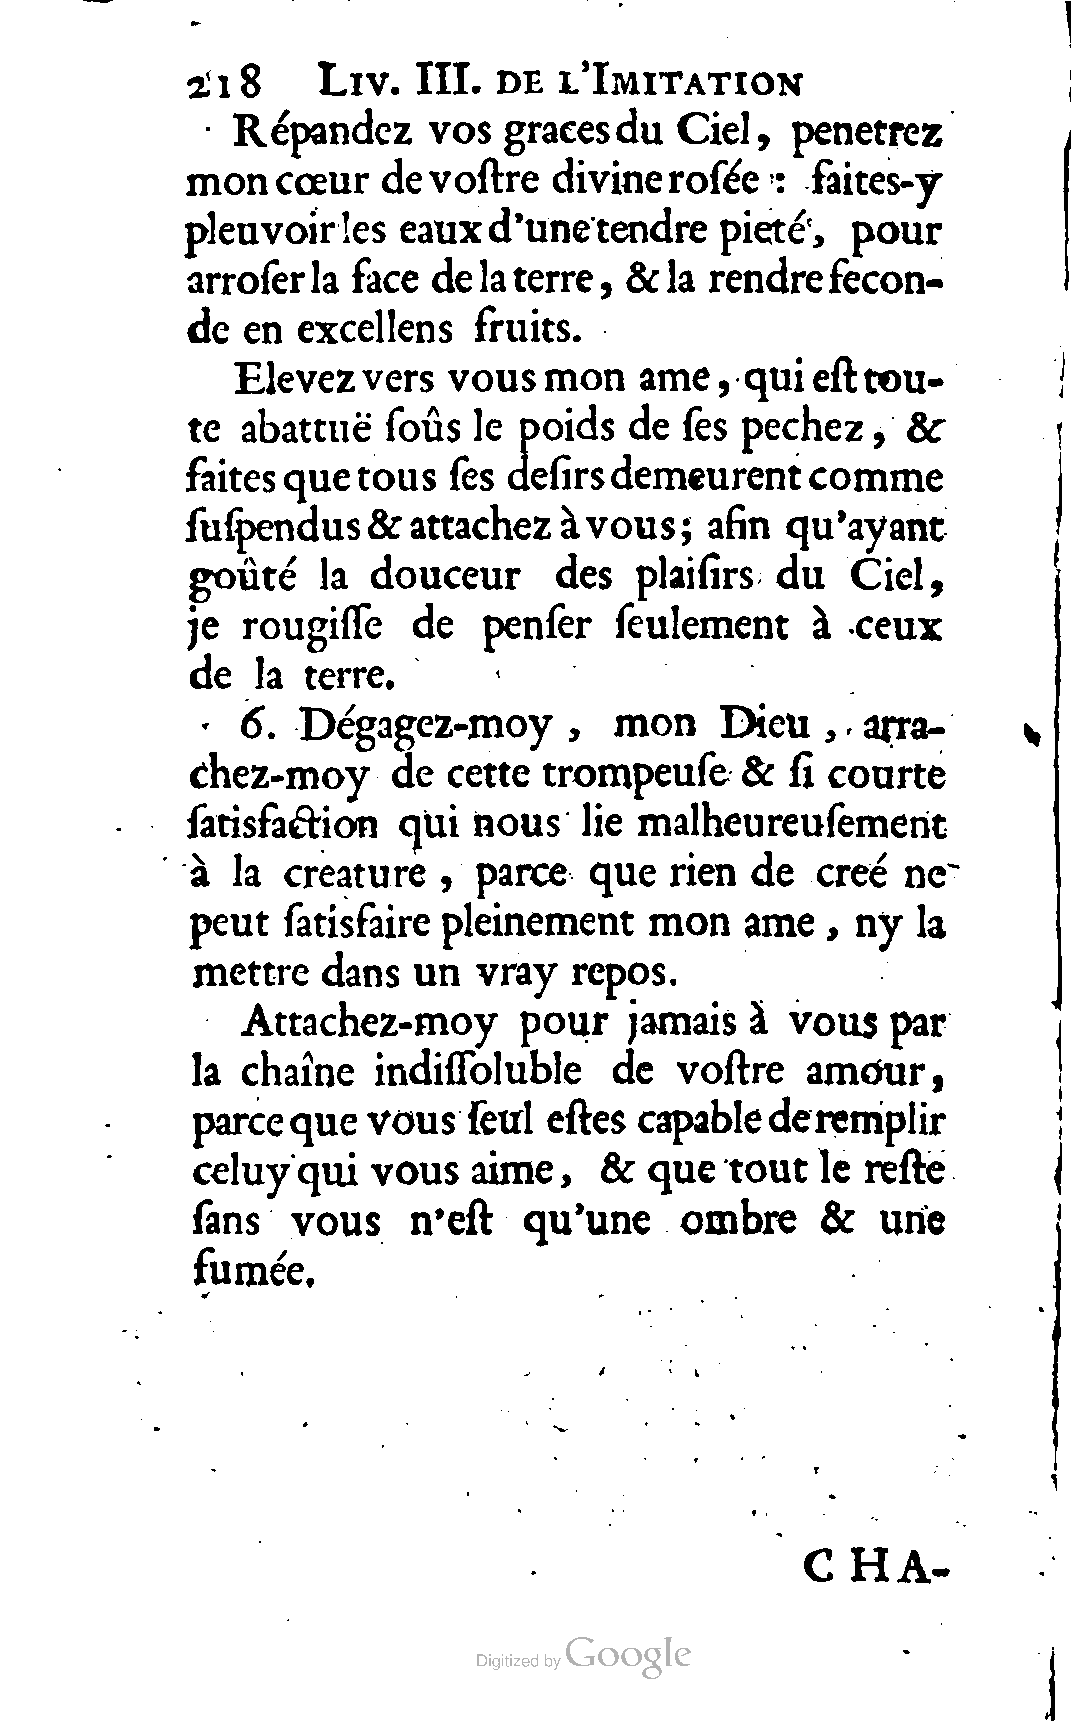 218 LIV. III. DE L'IMITATION
Répandez vos graces du Ciel, penetrez
mon cœur de voſtre divine roſée : faites-y
pleuvoir les eaux d'une tendre pieté, pour
arroſer la face de la terre, & la rendre fecon-
de en excellens fruits.
Elevez vers vous mon ame, qui eſt tou-
te abattuë ſoûs le poids de ſes pechez, &
faites que tous ſes deſirs demeurent comme
ſuſpendus & attachez à vous; afin qu'ayant
goûté la douceur des plaiſirs du Ciel,
je rougiſſe de penſer ſeulement à ceux
de la terre.
6. Dégagez-moy, mon Dieu, arra-
chez-moy de cette trompeuſe & ſi courte
ſatisfaction qui nous lie malheureuſement
à la creature, parce que rien de creé ne
peut ſatisfaire pleinement mon ame, ny la
mettre dans un vray repos.
Attachez-moy pour jamais à vous par
la chaîne indiſſoluble de voſtre amour,
parce que vous ſeul eſtes capable de remplir
celuy qui vous aime, & que tout le reſte
ſans vous n'eſt qu'une ombre & une
fumée.
CHA-
Digitized by Google